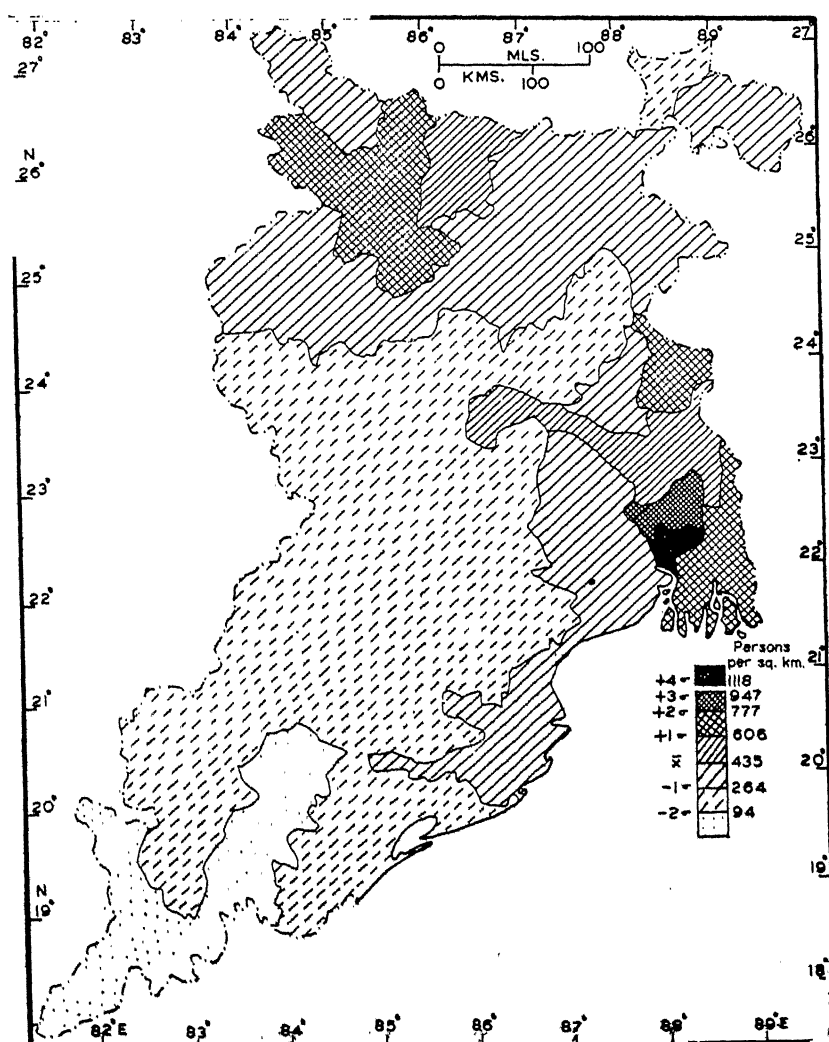 82° 83° 84° 85° 86° 87° 88° 89° 27°
0 100
MLS.
KMS.
0 100
27°
26°
N
26°
25°
25°
24°
24°
23°
23°
22°
22°
21°
Persons
per sq. km.
+4σ 1118
+3σ 947
+2σ 777
+1σ 606
x̄ 435
-1σ 264
-2σ 94
21°
20°
20°
19°
N
19°
18°
82°E 83° 84° 85° 86° 87° 88° 89°E